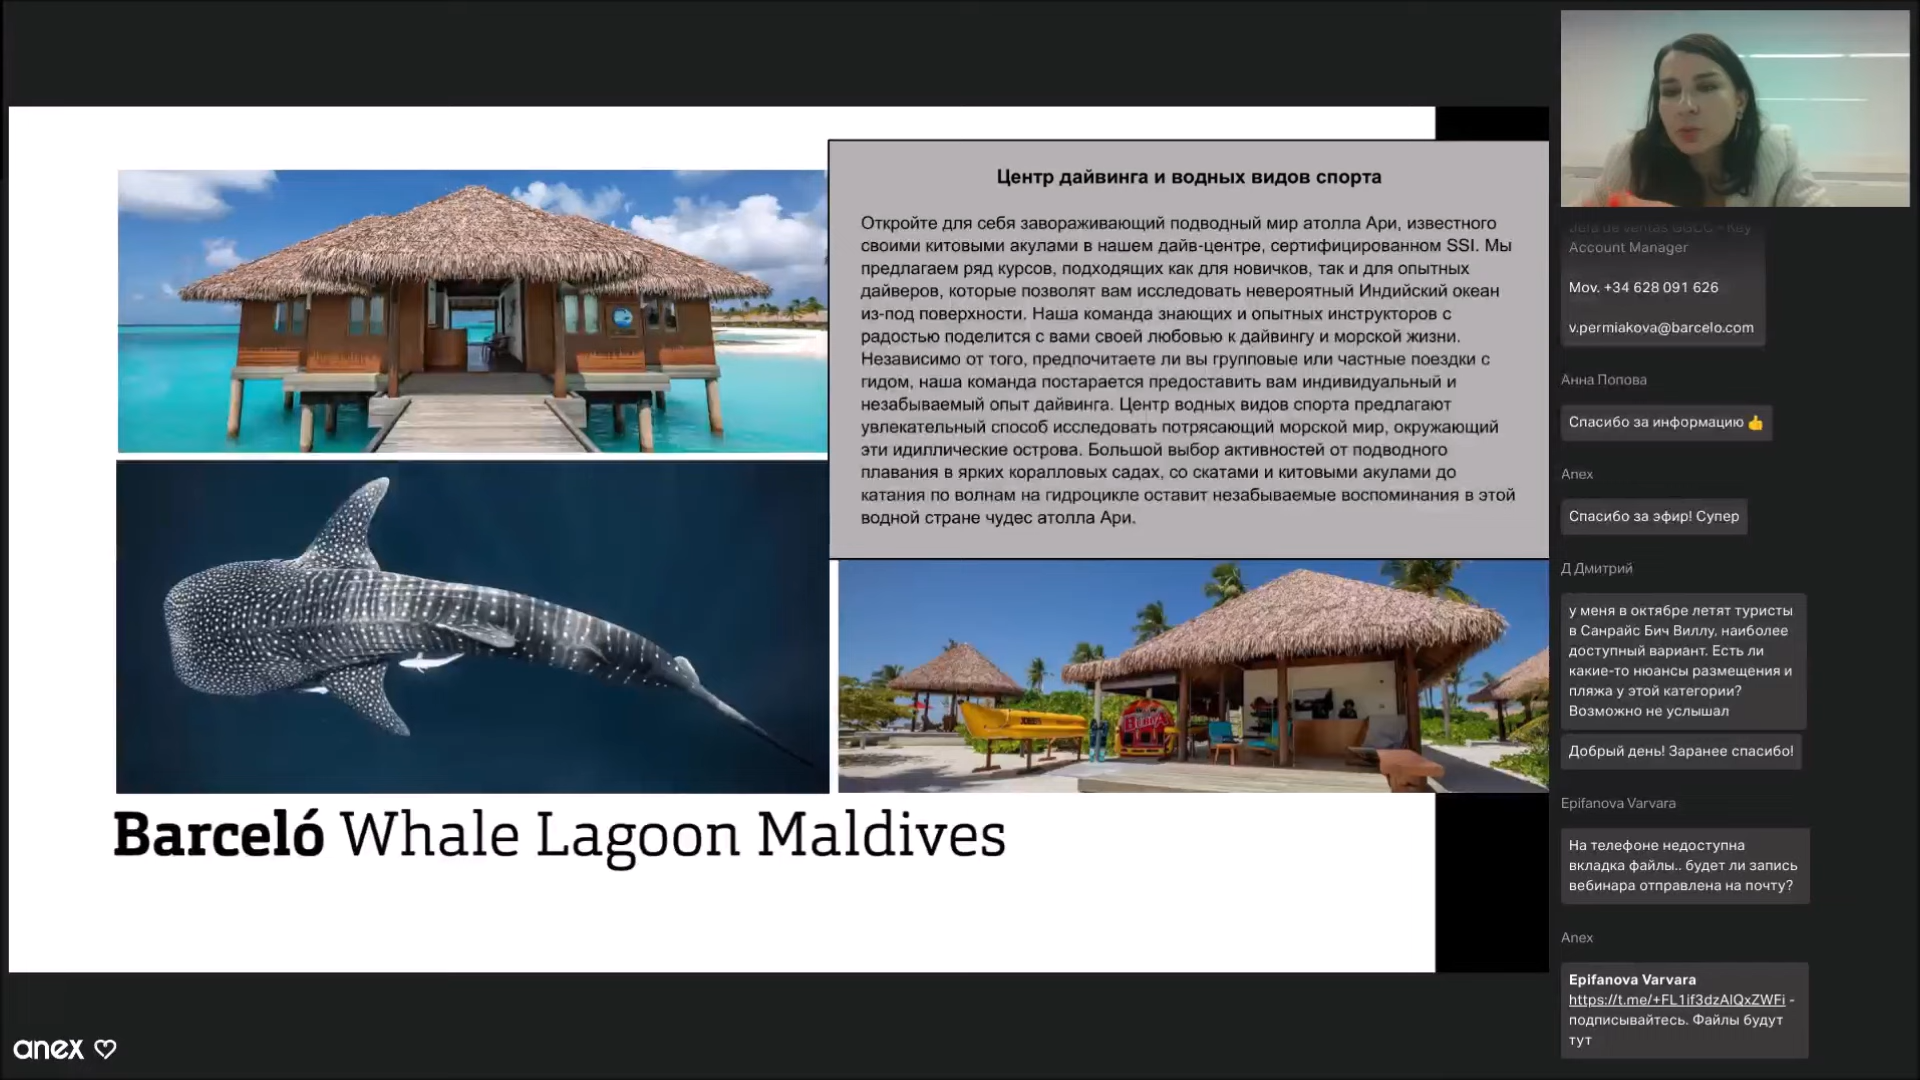 Центр дайвинга и водных видов спорта
Откройте для себя завораживающий подводный мир атолла Ари, известного
своими китовыми акулами в нашем дайв-центре, сертифицированном SSI. Мы
предлагаем ряд курсов, подходящих как для новичков, так и для опытных
дайверов, которые позволят вам исследовать невероятный Индийский океан
из-под поверхности. Наша команда знающих и опытных инструкторов с
радостью поделится с вами своей любовью к дайвингу и морской жизни.
Независимо от того, предпочитаете ли вы групповые или частные поездки с
гидом, наша команда постарается предоставить вам индивидуальный и
незабываемый опыт дайвинга. Центр водных видов спорта предлагают
увлекательный способ исследовать потрясающий морской мир, окружающий
эти идиллические острова. Большой выбор активностей от подводного
плавания в ярких коралловых садах, со скатами и китовыми акулами до
катания по волнам на гидроцикле оставит незабываемые воспоминания в этой
водной стране чудес атолла Ари.
Barceló Whale Lagoon Maldives
anex
Jefa de ventas GGCC - Key
Account Manager
Mov. +34 628 091 626
v.permiakova@barcelo.com
Анна Попова
Спасибо за информацию 👍
Anex
Спасибо за эфир! Супер
Д Дмитрий
у меня в октябре летят туристы
в Санрайс Бич Виллу. наиболее
доступный вариант. Есть ли
какие-то нюансы размещения и
пляжа у этой категории?
Возможно не услышал
Добрый день! Заранее спасибо!
Epifanova Varvara
На телефоне недоступна
вкладка файлы.. будет ли запись
вебинара отправлена на почту?
Anex
Epifanova Varvara
https://t.me/+FL1if3dzAlQxZWFi -
подписывайтесь. Файлы будут
тут